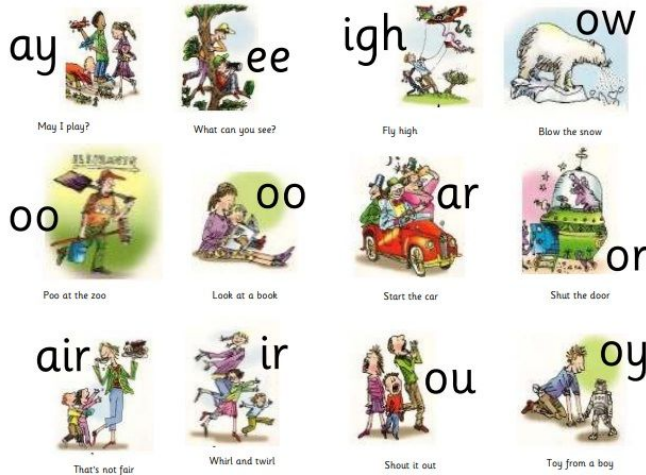 ay
ee
igh
ow
May I play?
What can you see?
Fly high
Blow the snow
oo
oo
ar
or
Poo at the zoo
Look at a book
Start the car
Shut the door
air
ir
ou
oy
That's not fair
Whirl and twirl
Shout it out
Toy from a boy